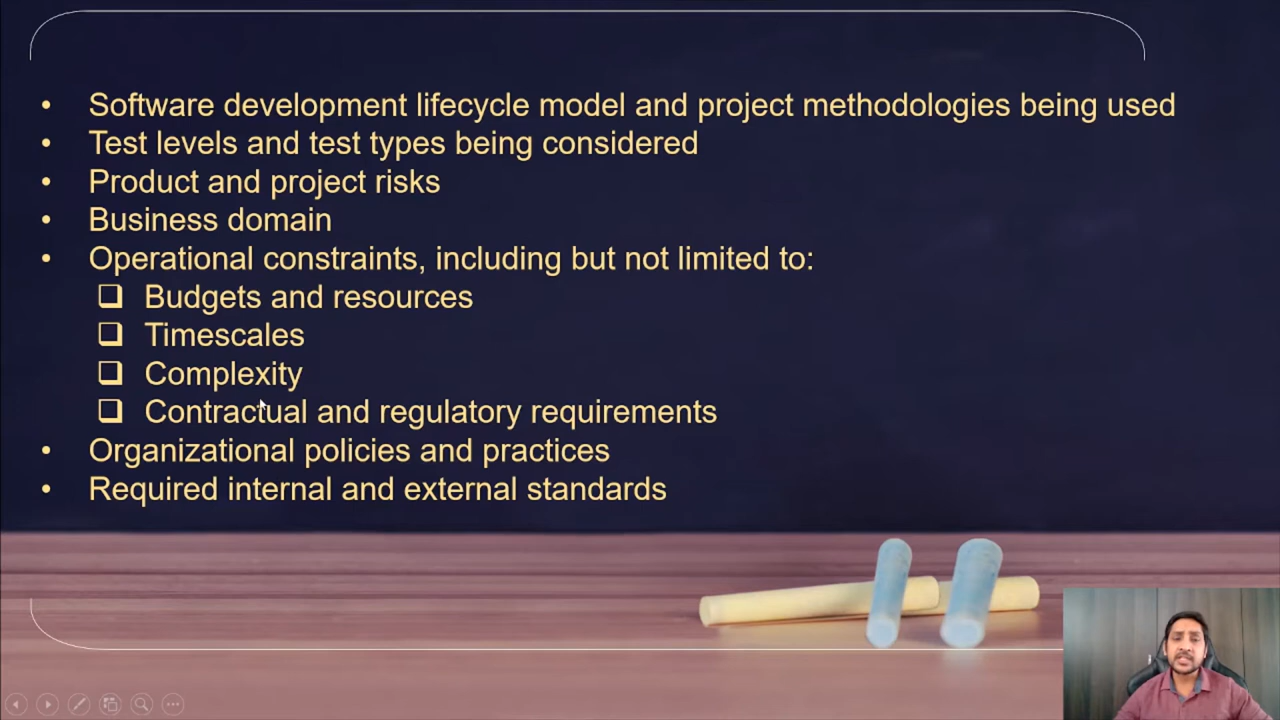 • Software development lifecycle model and project methodologies being used
• Test levels and test types being considered
• Product and project risks
• Business domain
• Operational constraints, including but not limited to:
❑ Budgets and resources
❑ Timescales
❑ Complexity
❑ Contractual and regulatory requirements
• Organizational policies and practices
• Required internal and external standards